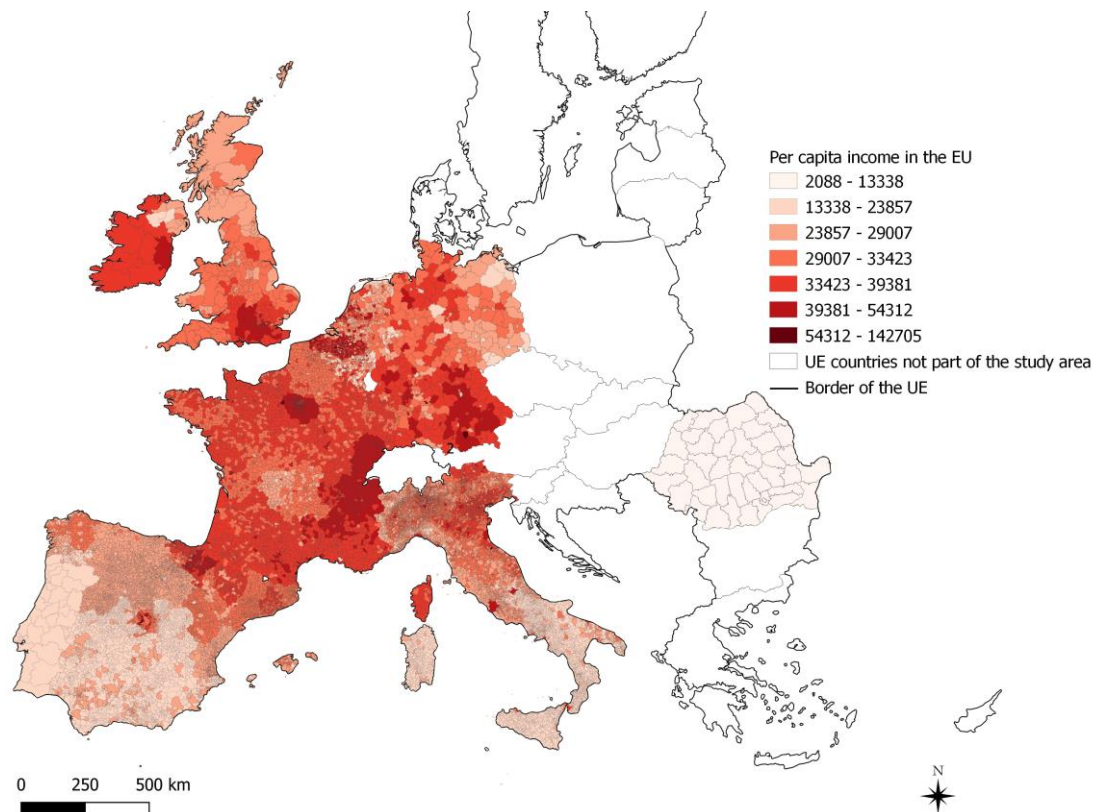 Per capita income in the EU
2088 - 13338
13338 - 23857
23857 - 29007
29007 - 33423
33423 - 39381
39381 - 54312
54312 - 142705
UE countries not part of the study area
Border of the UE
2
0 250 500 km
N